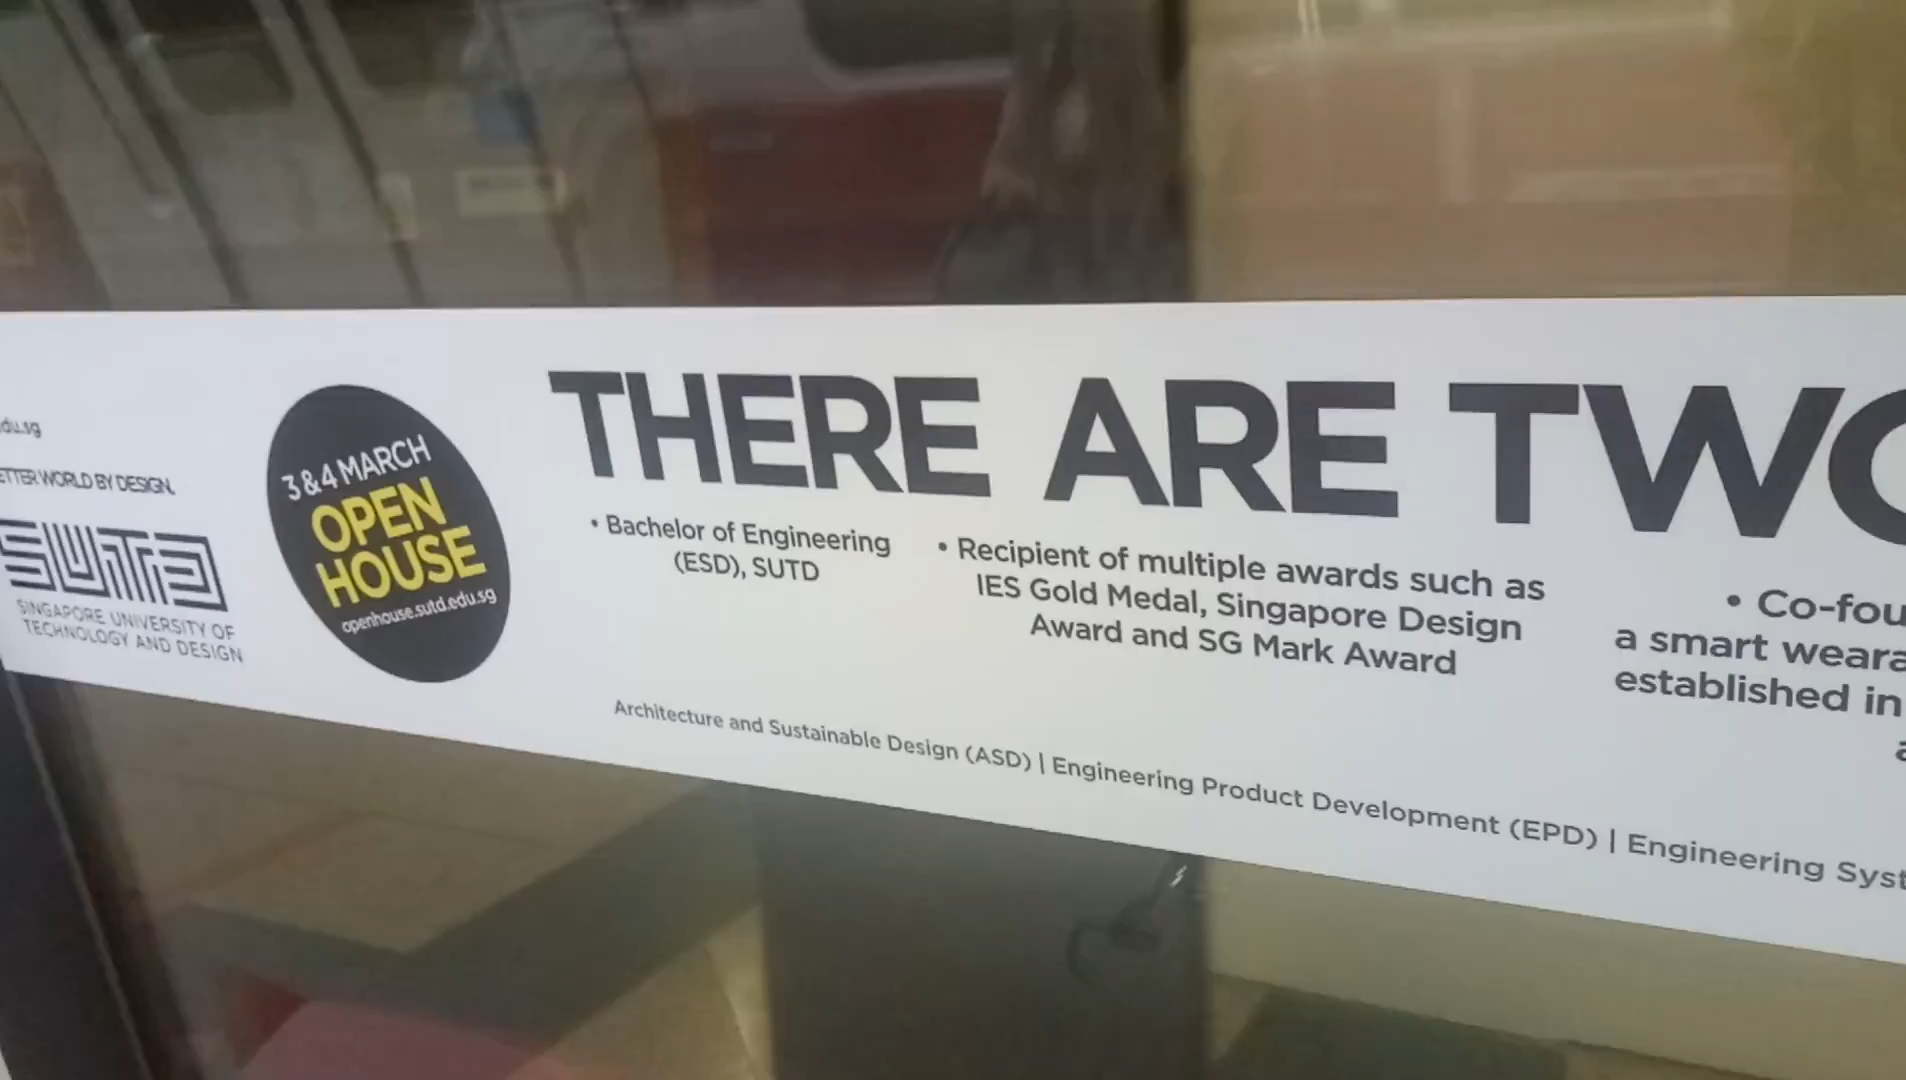 du.sg
ETTER WORLD BY DESIGN.
SUTD
SINGAPORE UNIVERSITY OF
TECHNOLOGY AND DESIGN
3 & 4 MARCH
OPEN
HOUSE
openhouse.sutd.edu.sg
THERE ARE TWO
• Bachelor of Engineering
(ESD), SUTD
• Recipient of multiple awards such as
IES Gold Medal, Singapore Design
Award and SG Mark Award
• Co-fou
a smart weara
established in
a
Architecture and Sustainable Design (ASD) | Engineering Product Development (EPD) | Engineering Syst